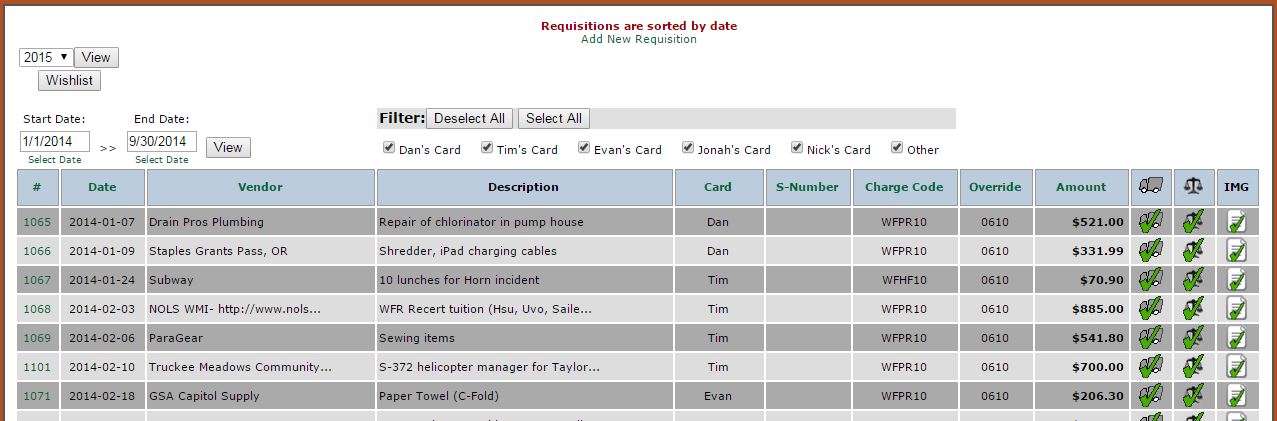 Requisitions are sorted by date
Add New Requisition
2015 View
Wishlist
Start Date: End Date:
Filter: Deselect All Select All
1/1/2014 >> 9/30/2014 View
Select Date Select Date
Dan's Card Tim's Card Evan's Card Jonah's Card Nick's Card Other
# Date Vendor Description Card S-Number Charge Code Override Amount IMG
1065 2014-01-07 Drain Pros Plumbing Repair of chlorinator in pump house Dan WFPR10 0610 $521.00
1066 2014-01-09 Staples Grants Pass, OR Shredder, iPad charging cables Dan WFPR10 0610 $331.99
1067 2014-01-24 Subway 10 lunches for Horn incident Tim WFHF10 0610 $70.90
1068 2014-02-03 NOLS WMI- http://www.nols... WFR Recert tuition (Hsu, Uvo, Saile... Tim WFPR10 0610 $885.00
1069 2014-02-06 ParaGear Sewing items Tim WFPR10 0610 $541.80
1101 2014-02-10 Truckee Meadows Community... S-372 helicopter manager for Taylor... Tim WFPR10 0610 $700.00
1071 2014-02-18 GSA Capitol Supply Paper Towel (C-Fold) Evan WFPR10 0610 $206.30